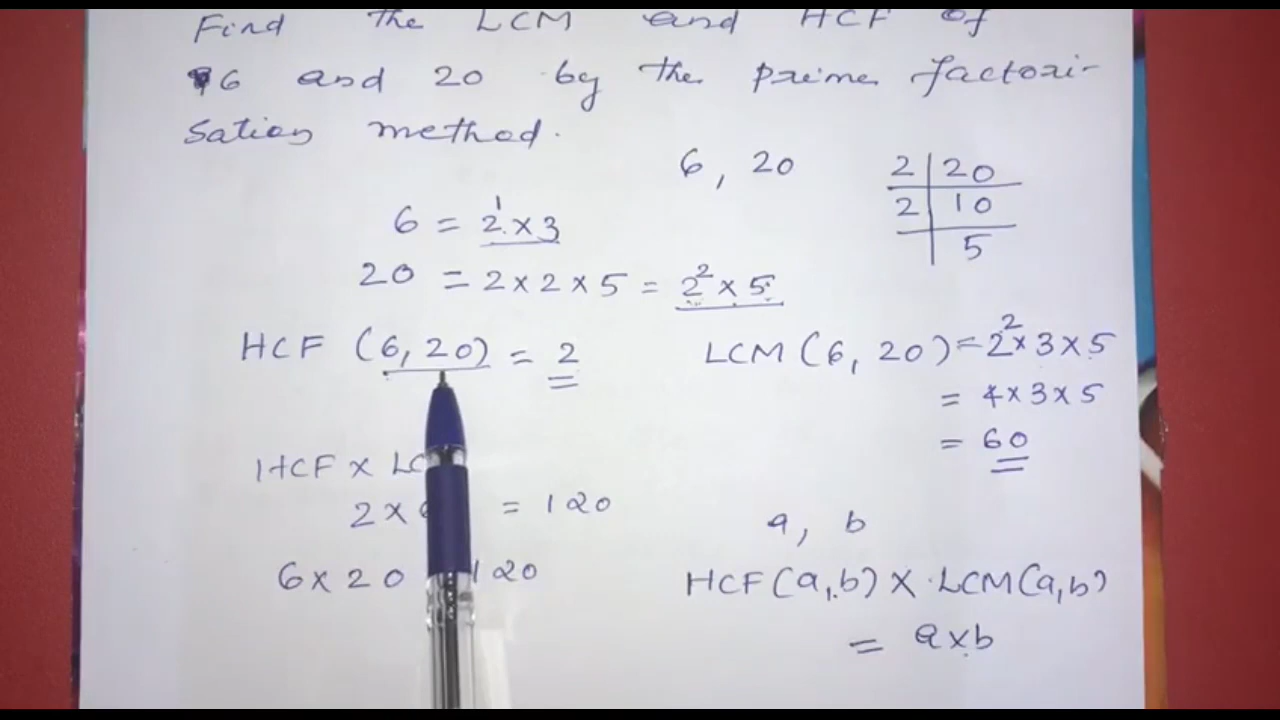 Find the LCM and HCF of
6 and 20 by the prime factori-
sation method.
6, 20
2 | 20
2 | 10
5
6 = 2¹ × 3
20 = 2 × 2 × 5 = 2² × 5
HCF (6, 20) = 2
LCM (6, 20) = 2² × 3 × 5
= 4 × 3 × 5
= 60
HCF × LC
2 × = 120
6 × 20 120
a, b
HCF (a, b) × LCM (a, b)
= a × b